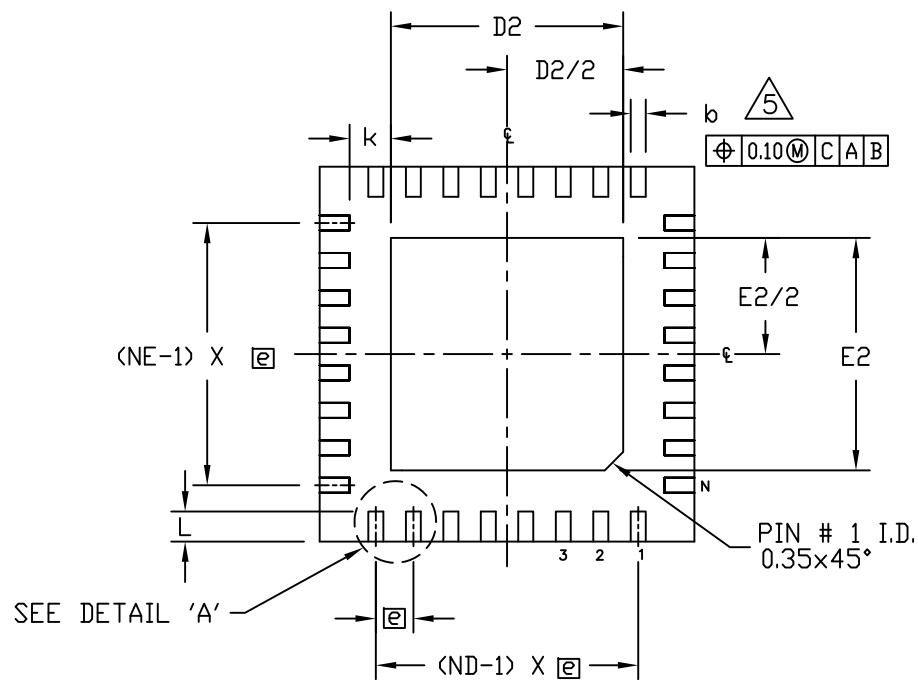 D2
D2/2
b 5
k
℄
⌖ 0.10 Ⓜ C A B
E2/2
(NE-1) X e
℄
E2
N
L
3 2 1
PIN # 1 I.D.
0.35x45°
SEE DETAIL 'A'
e
(ND-1) X e